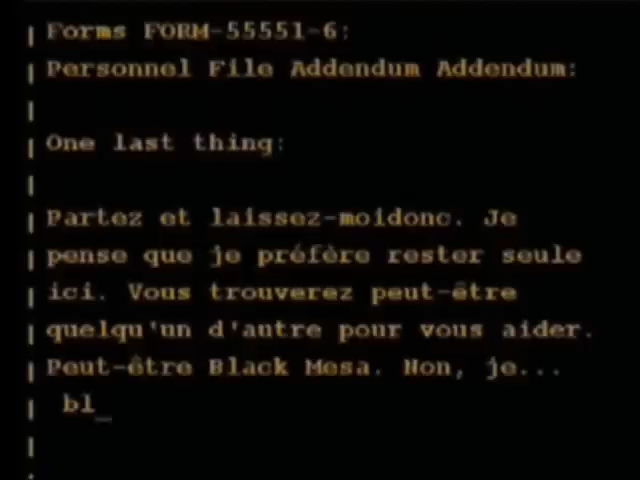 Forms FORM-55551-6:
Personnel File Addendum Addendum:
One last thing:
Partez et laissez-moidonc. Je
pense que je préfère rester seule
ici. Vous trouverez peut-être
quelqu'un d'autre pour vous aider.
Peut-être Black Mesa. Non, je...
bl_